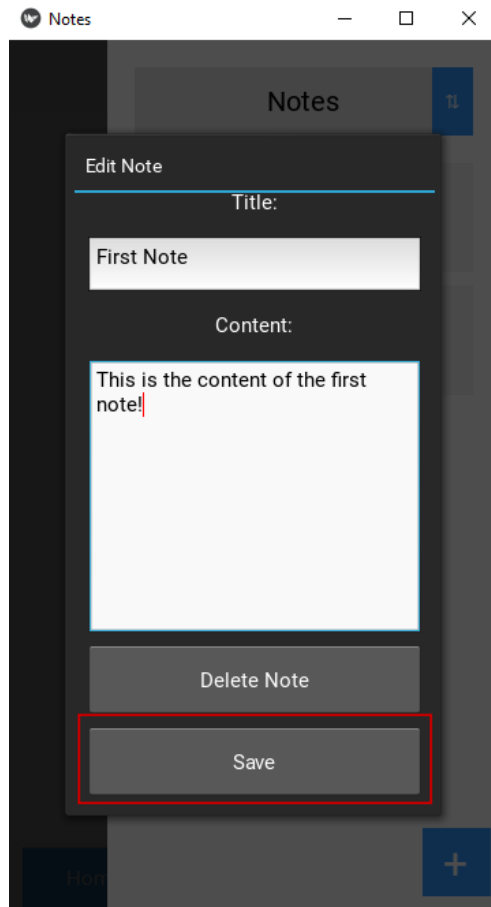 Notes
Notes
Edit Note
Title:
First Note
Content:
This is the content of the first
note!
Delete Note
Save
+